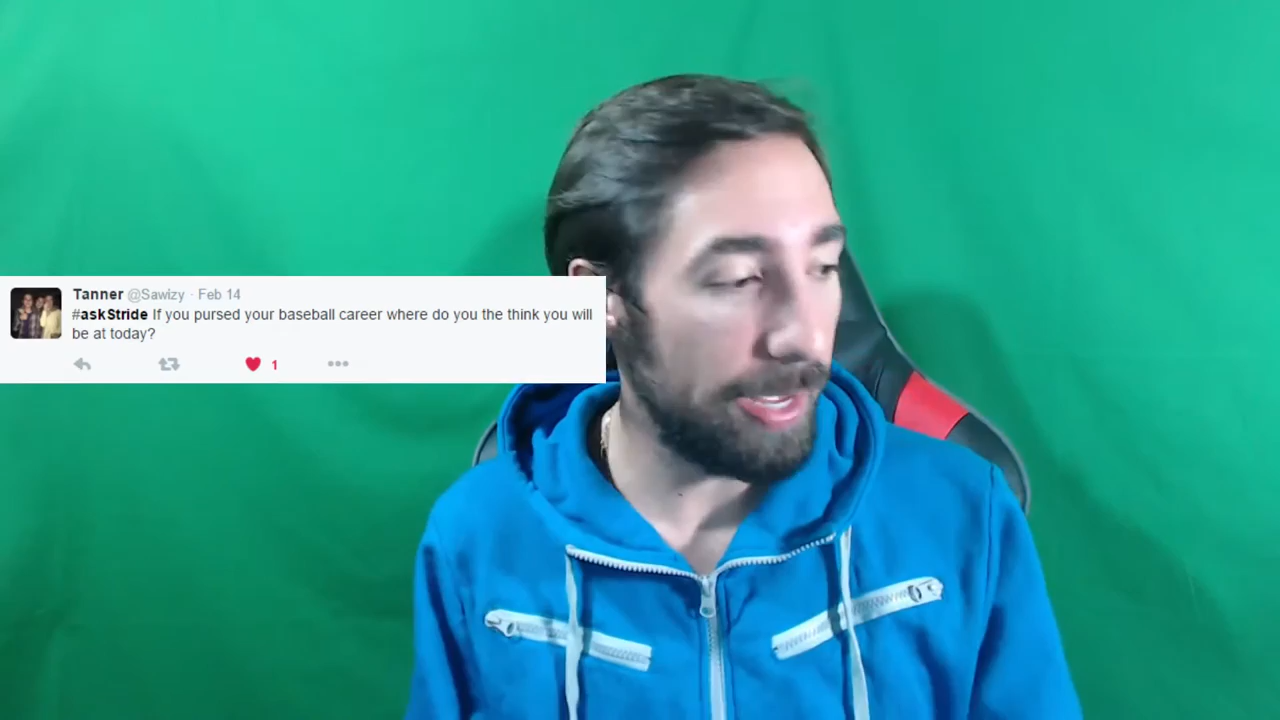 Tanner @Sawizy · Feb 14
#askStride If you pursed your baseball career where do you the think you will
be at today?
1